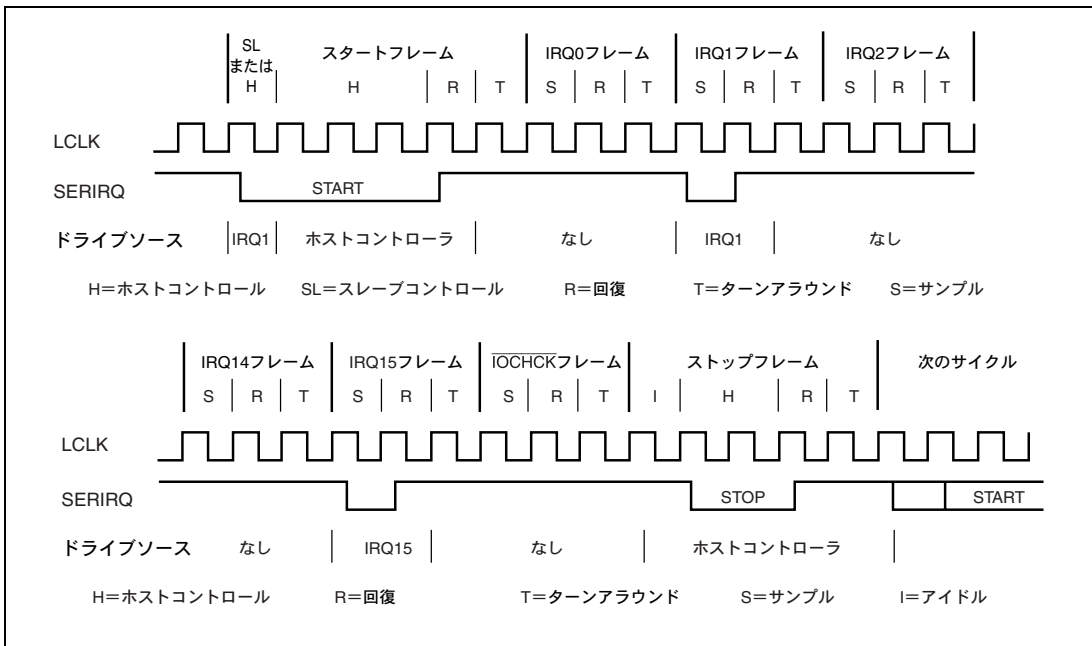 SL
または
H
スタートフレーム IRQ0フレーム IRQ1フレーム IRQ2フレーム
H R T S R T S R T S R T
LCLK
SERIRQ START
ドライブソース IRQ1 ホストコントローラ なし IRQ1 なし
H=ホストコントロール SL=スレーブコントロール R=回復 T=ターンアラウンド S=サンプル
IRQ14フレーム IRQ15フレーム IOCHCKフレーム ストップフレーム 次のサイクル
S R T S R T S R T I H R T
LCLK
SERIRQ STOP START
ドライブソース なし IRQ15 なし ホストコントローラ
H=ホストコントロール R=回復 T=ターンアラウンド S=サンプル I=アイドル